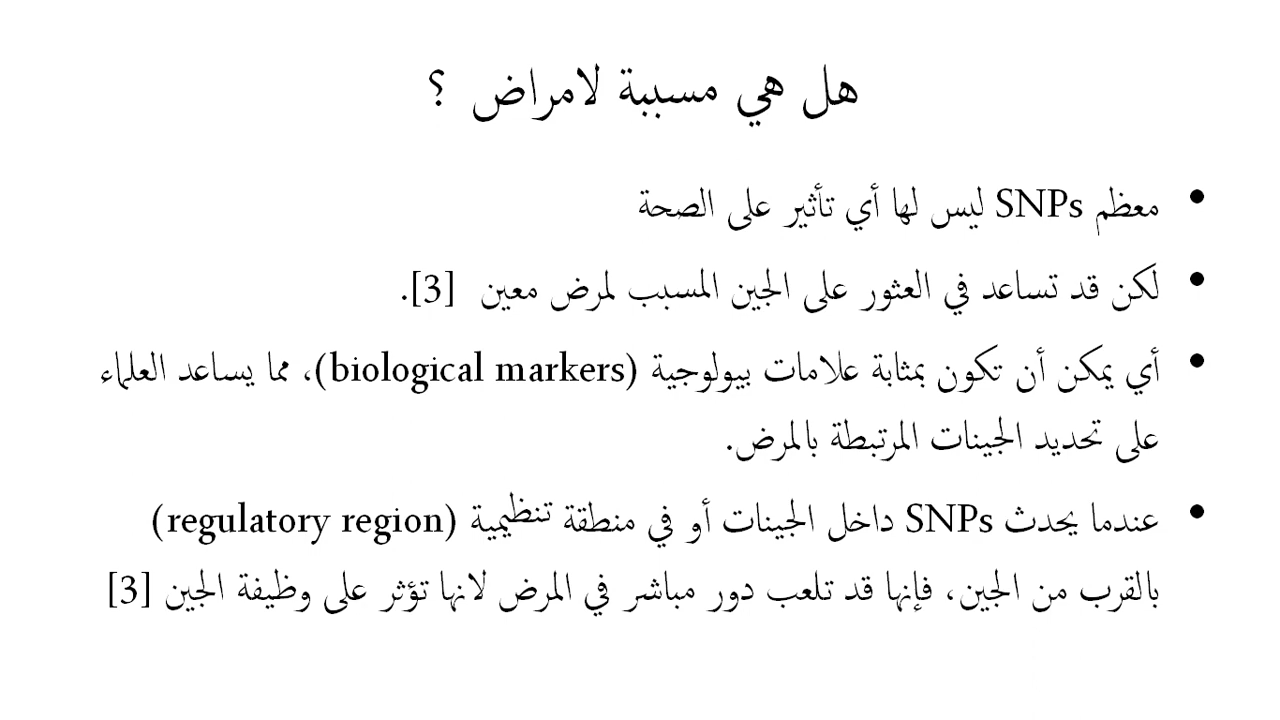 هل هي مسببة لامراض ؟
• معظم SNPs ليس لها أي تأثير على الصحة
• لكن قد تساعد في العثور على الجين المسبب لمرض معين [3].
• أي يمكن أن تكون بمثابة علامات بيولوجية (biological markers)، مما يساعد العلماء
على تحديد الجينات المرتبطة بالمرض.
• عندما يحدث SNPs داخل الجينات أو في منطقة تنظيمية (regulatory region)
بالقرب من الجين، فإنها قد تلعب دور مباشر في المرض لانها تؤثر على وظيفة الجين [3]